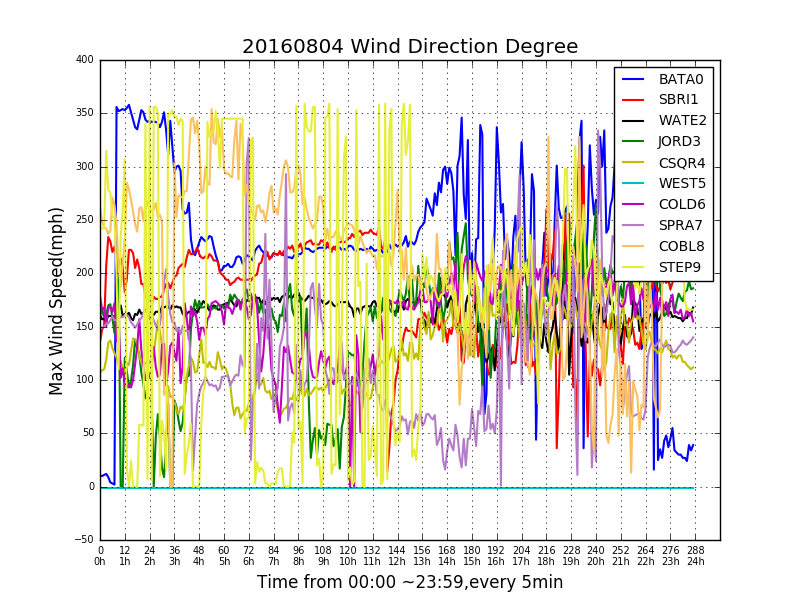 20160804 Wind Direction Degree
Max Wind Speed(mph)
400
350
300
250
200
150
100
50
0
−50
BATA0
SBRI1
WATE2
JORD3
CSQR4
WEST5
COLD6
SPRA7
COBL8
STEP9
0 12 24 36 48 60 72 84 96 108 120 132 144 156 168 180 192 204 216 228 240 252 264 276 288
0h 1h 2h 3h 4h 5h 6h 7h 8h 9h 10h 11h 12h 13h 14h 15h 16h 17h 18h 19h 20h 21h 22h 23h 24h
Time from 00:00 ~23:59,every 5min